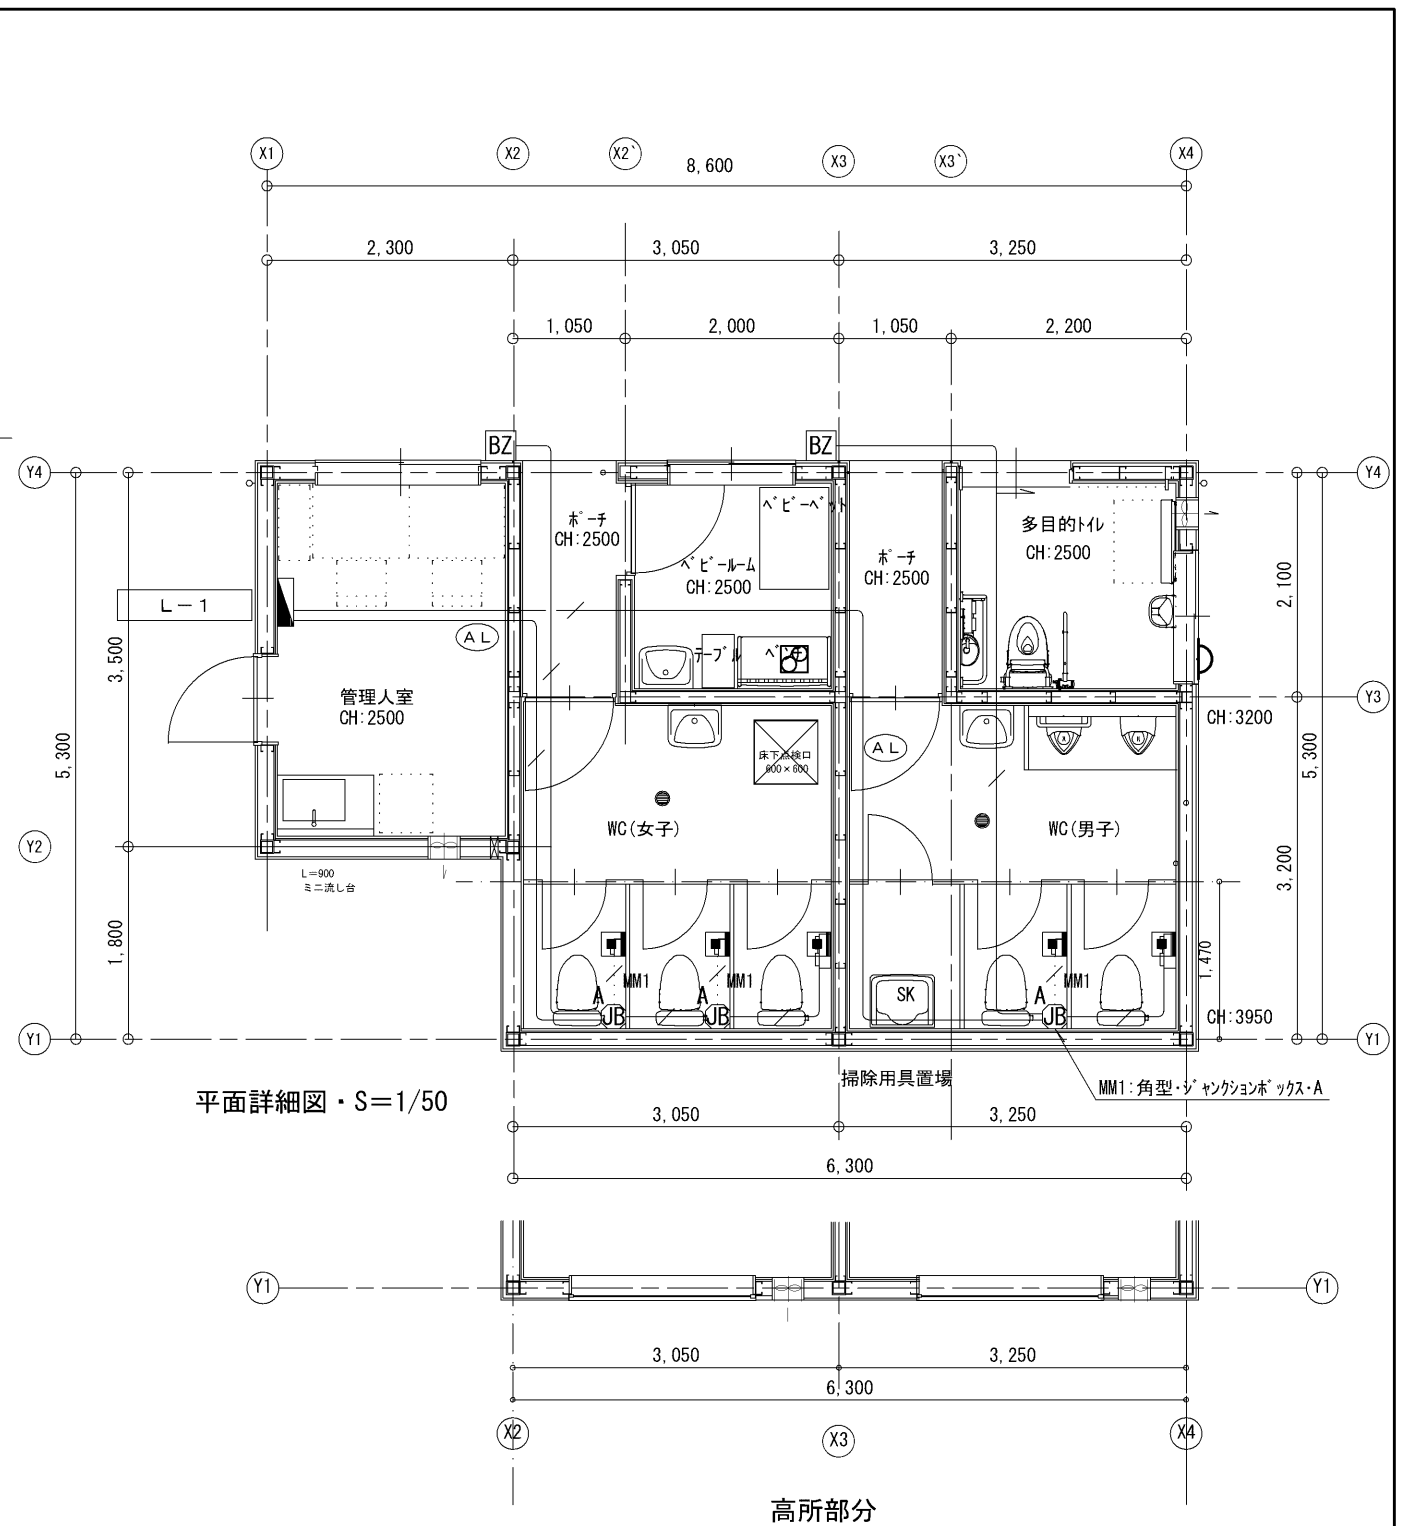 X1 X2 X2` X3 X3` X4
8,600
2,300 3,050 3,250
1,050 2,000 1,050 2,200
BZ BZ
Y4 Y4
ポーチ
CH:2500
ベビーベット
多目的トイレ
CH:2500
ベビールーム
CH:2500
ポーチ
CH:2500
L－1
AL
2,100
3,500
テーブル ベンチ
管理人室
CH:2500
Y3
CH:3200
AL
床下点検口
600×600
5,300 5,300
WC(女子) WC(男子)
Y2
L＝900
ミニ流し台
3,200
1,800
1,470
MM1 MM1 MM1
A A SK A
JB JB JB
CH:3950
Y1 Y1
掃除用具置場
MM1:角型・ジャンクションボックス・A
平面詳細図・S＝1/50
3,050 3,250
6,300
Y1 Y1
3,050 3,250
6,300
X2 X3 X4
高所部分